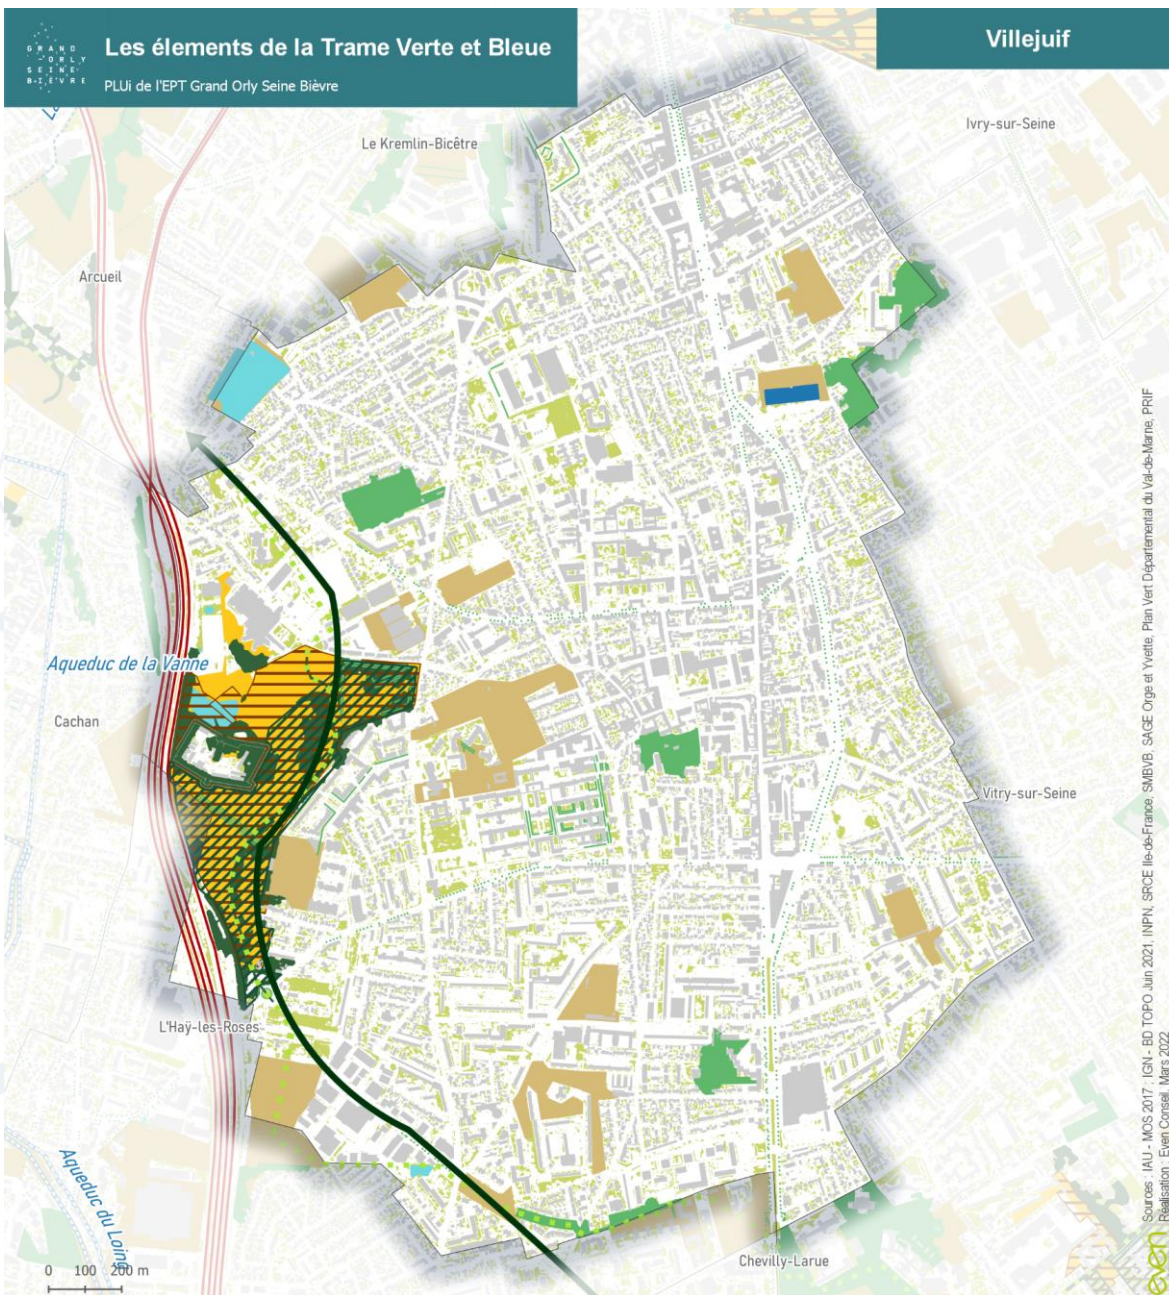 GRAND
-ORLY
SEINE-
BIÈVRE
Les élements de la Trame Verte et Bleue
PLUi de l'EPT Grand Orly Seine Bièvre
Villejuif
Ivry-sur-Seine
Le Kremlin-Bicêtre
Arcueil
Aqueduc de la Vanne
Cachan
Vitry-sur-Seine
L'Haÿ-les-Roses
Aqueduc du Loing
Chevilly-Larue
0 100 200 m
Sources : IAU - MOS 2017 ; IGN - BD TOPO Juin 2021, INPN, SRCE Ile-de-France, SMBVB, SAGE Orge et Yvette, Plan Vert Départemental du Val-de-Marne, PRIF
Réalisation : Even Conseil, Mars 2022
even